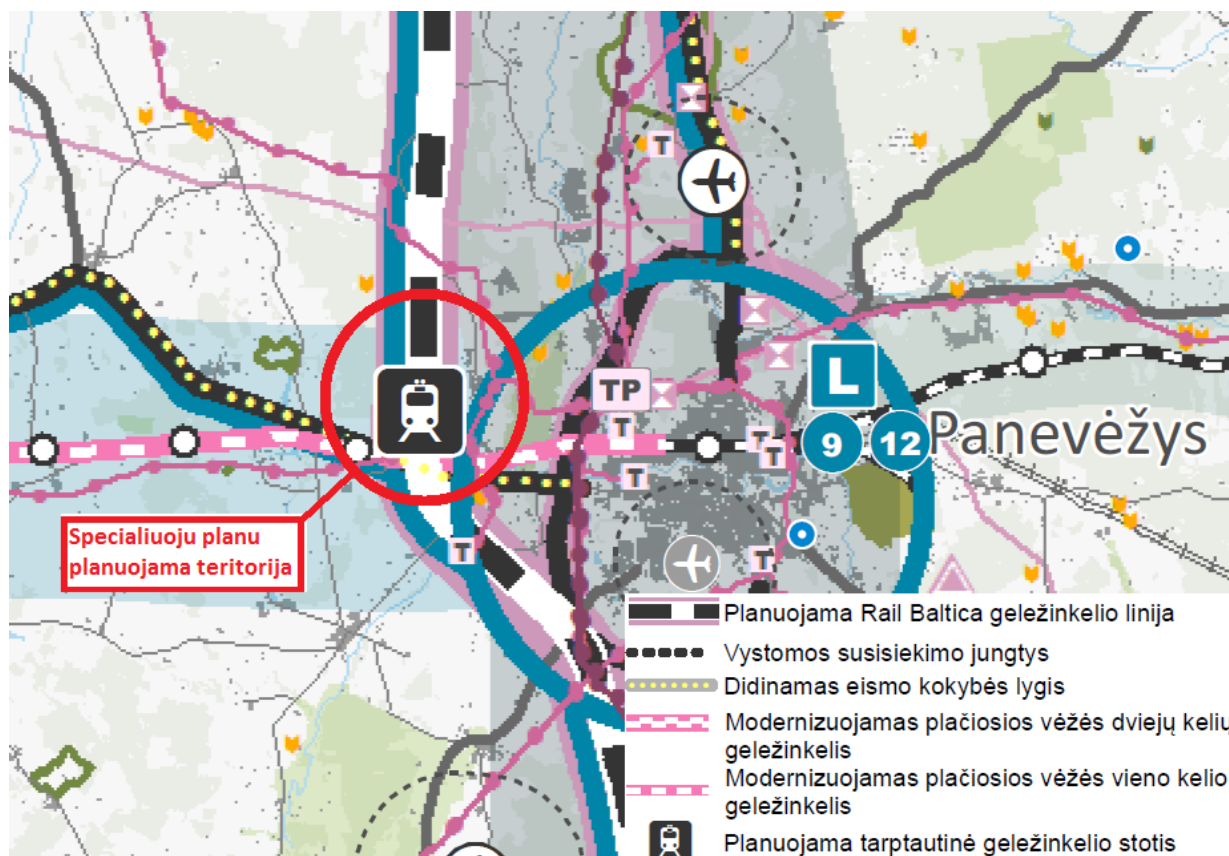 T
TP
T
L
T
T
T
9
12
Panevėžys
Specialiuoju planu
planuojama teritorija
T
T
Planuojama Rail Baltica geležinkelio linija
Vystomos susisiekimo jungtys
Didinamas eismo kokybės lygis
Modernizuojamas plačiosios vėžės dviejų kelių
geležinkelis
Modernizuojamas plačiosios vėžės vieno kelio
geležinkelis
Planuojama tarptautinė geležinkelio stotis